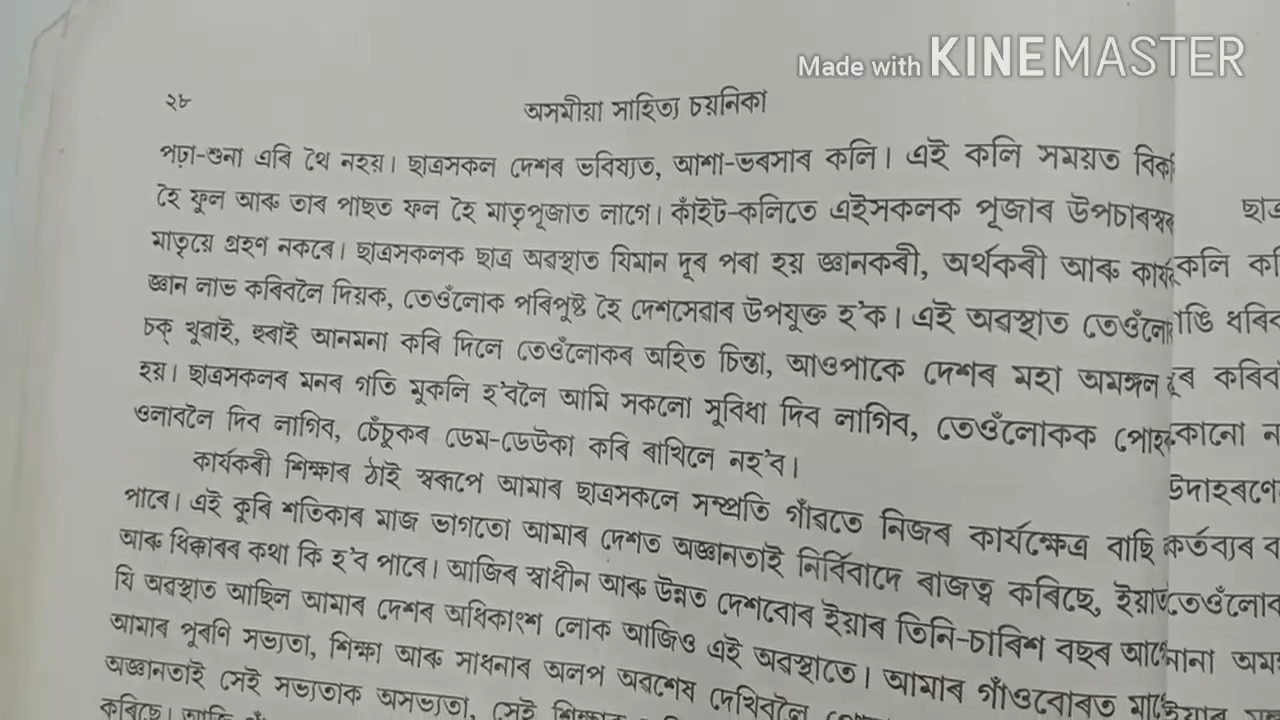 Made with KINEMASTER
২৮
অসমীয়া সাহিত্য চয়নিকা
পঢ়া-শুনা এৰি থৈ নহয়। ছাত্ৰসকল দেশৰ ভবিষ্যত, আশা-ভৰসাৰ কলি। এই কলি সময়ত
হৈ ফুল আৰু তাৰ পাছত ফল হৈ মাতৃপূজাত লাগে। কাঁইট-কলিতে এইসকলক পূজাৰ ছাত্ৰ
মাতৃয়ে গ্ৰহণ নকৰে। ছাত্ৰসকলক ছাত্ৰ অৱস্থাত যিমান দূৰ পৰা হয় জ্ঞানকৰী, অৰ্থকৰী আৰু কলি
জ্ঞান লাভ কৰিবলৈ দিয়ক, তেওঁলোক পৰিপুষ্ট হৈ দেশসেৱাৰ উপযুক্ত হ'ক। এই অৱস্থাত
চক্ খুৱাই, হুৰাই আনমনা কৰি দিলে তেওঁলোকৰ অহিত চিন্তা, আওপাকে দেশৰ মহা অমঙ্গল
হয়। ছাত্ৰসকলৰ মনৰ গতি মুকলি হ'বলৈ আমি সকলো সুবিধা দিব লাগিব, তেওঁলোকক
ওলাবলৈ দিব লাগিব, চেঁচুকৰ ডেম-ডেউকা কৰি ৰাখিলে নহ'ব।
কাৰ্যকৰী শিক্ষাৰ ঠাই স্বৰূপে আমাৰ ছাত্ৰসকলে সম্প্ৰতি গাঁৱতে নিজৰ কাৰ্যক্ষেত্ৰ বাছি কৰ্তব্যৰ
পাৰে। এই কুৰি শতিকাৰ মাজ ভাগতো আমাৰ দেশত অজ্ঞানতাই নিৰ্বিবাদে ৰাজত্ব কৰিছে,
আৰু ধিক্কাৰৰ কথা কি হ'ব পাৰে। আজিৰ স্বাধীন আৰু উন্নত দেশবোৰ ইয়াৰ তিনি-চাৰিশ বছৰ
যি অৱস্থাত আছিল আমাৰ দেশৰ অধিকাংশ লোক আজিও এই অৱস্থাতে। আমাৰ গাঁওবোৰত
আমাৰ পুৰণি সভ্যতা, শিক্ষা আৰু সাধনাৰ অলপ অৱশেষ দেখিবলৈ
অজ্ঞানতাই সেই সভ্যতাক অসভ্যতা, সেই
কৰিছে।